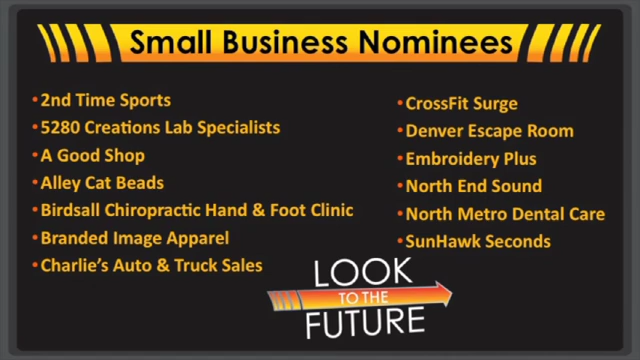 Small Business Nominees
•2nd Time Sports
•5280 Creations Lab Specialists
•A Good Shop
•Alley Cat Beads
•Birdsall Chiropractic Hand & Foot Clinic
•Branded Image Apparel
•Charlie's Auto & Truck Sales
•CrossFit Surge
•Denver Escape Room
•Embroidery Plus
•North End Sound
•North Metro Dental Care
•SunHawk Seconds
LOOK
TO THE
FUTURE